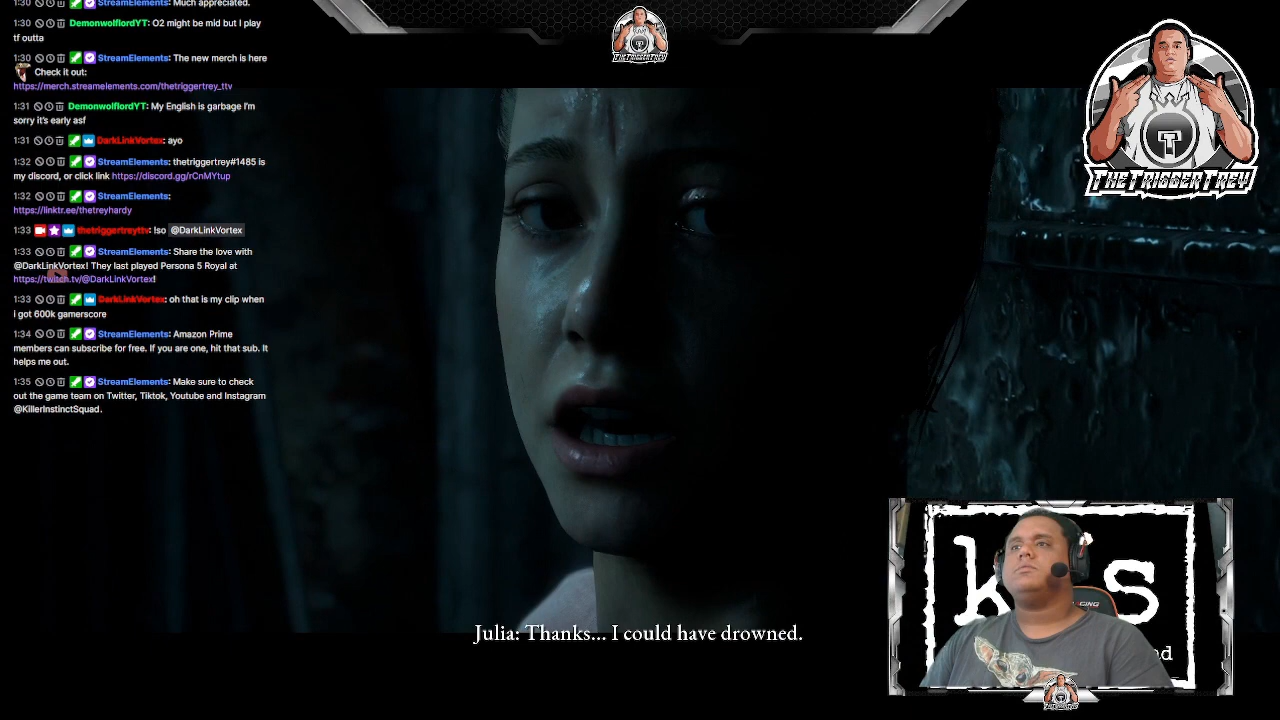 1:30 StreamElements: Much appreciated.
1:30 DemonwolflordYT: O2 might be mid but I play
tf outta
1:30 StreamElements: The new merch is here
Check it out:
https://merch.streamelements.com/thetriggertrey_ttv
1:31 DemonwolflordYT: My English is garbage I'm
sorry it's early asf
1:31 DarkLinkVortex: ayo
1:32 StreamElements: thetriggertrey#1485 is
my discord, or click link https://discord.gg/rCnMYtup
1:32 StreamElements:
https://linktr.ee/thetreyhardy
1:33 thetriggertreyttv: !so @DarkLinkVortex
1:33 StreamElements: Share the love with
@DarkLinkVortex! They last played Persona 5 Royal at
https://twitch.tv/@DarkLinkVortex!
1:33 DarkLinkVortex: oh that is my clip when
i got 600k gamerscore
1:34 StreamElements: Amazon Prime
members can subscribe for free. If you are one, hit that sub. It
helps me out.
1:35 StreamElements: Make sure to check
out the game team on Twitter, Tiktok, Youtube and Instagram
@KillerInstinctSquad.
THETRIGGERTREY
T
THETRIGGERTREY
Julia: Thanks... I could have drowned.